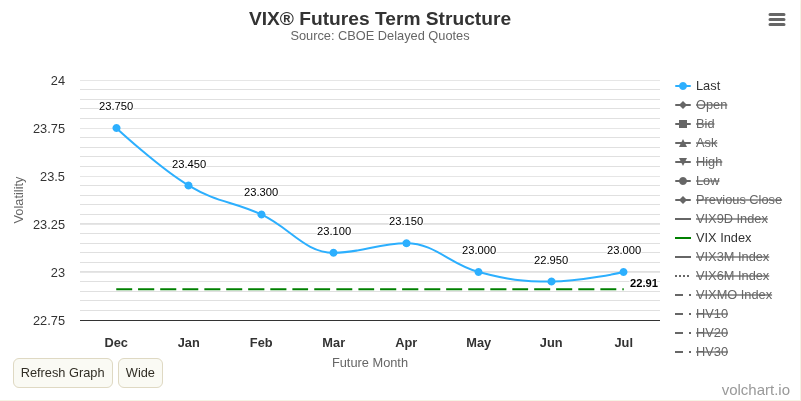 VIX® Futures Term Structure
Source: CBOE Delayed Quotes
24
23.75
23.5
23.25
23
22.75
Volatility
23.750
23.450
23.300
23.100
23.150
23.000
22.950
23.000
22.91
Dec Jan Feb Mar Apr May Jun Jul
Future Month
Last
Open
Bid
Ask
High
Low
Previous Close
VIX9D Index
VIX Index
VIX3M Index
VIX6M Index
VIXMO Index
HV10
HV20
HV30
Refresh Graph Wide
volchart.io